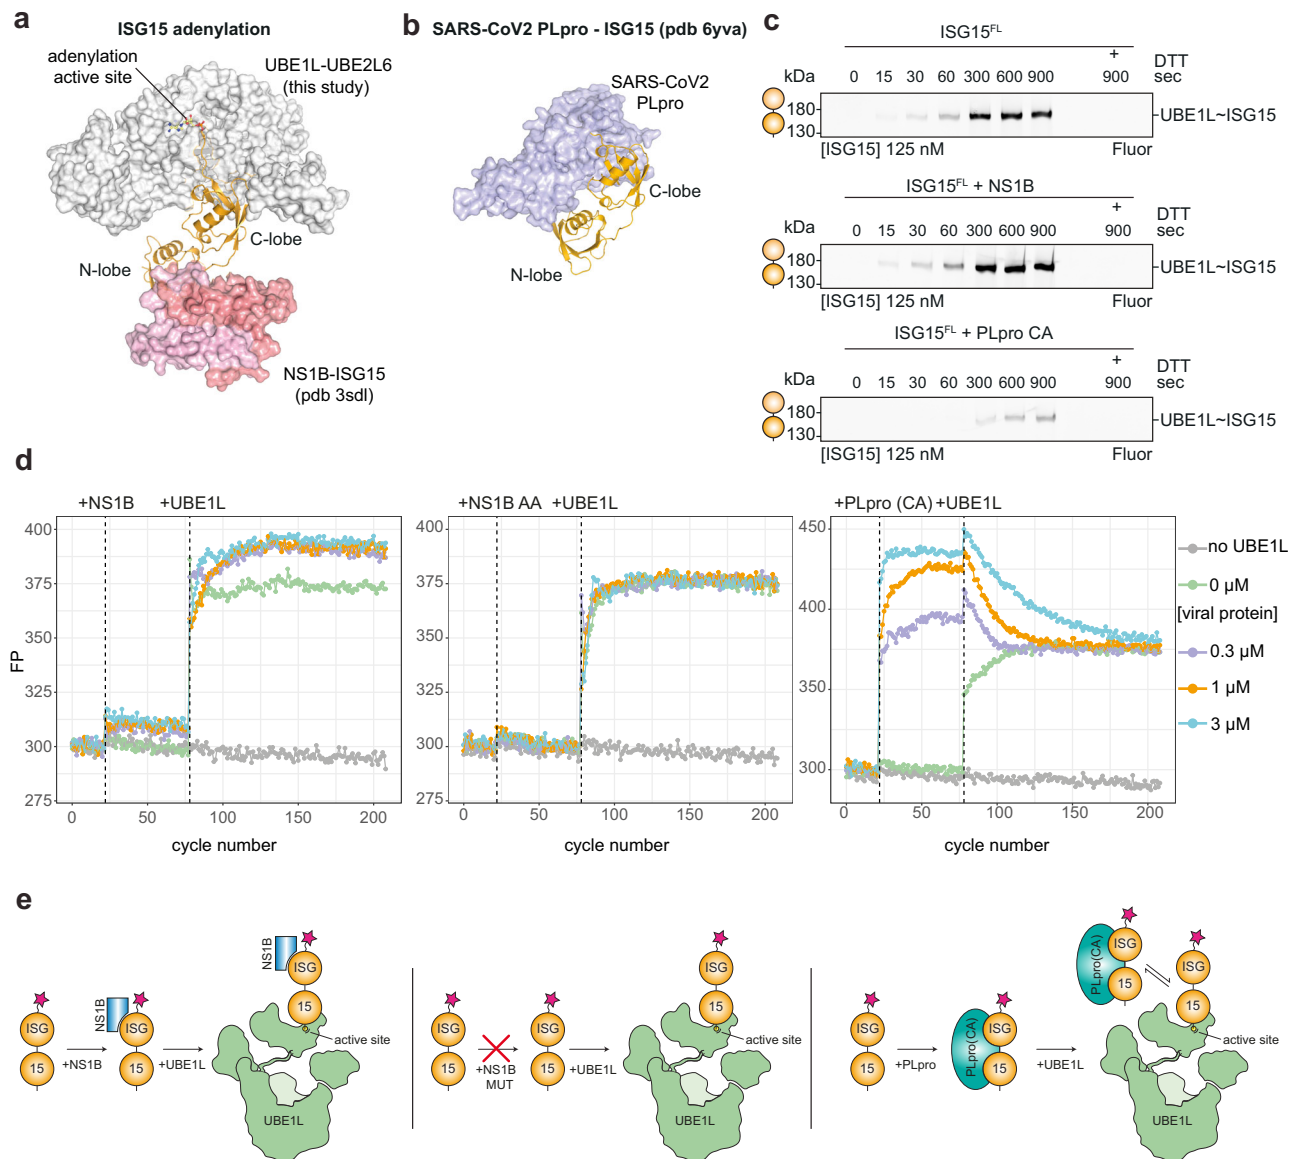 a
ISG15 adenylation
adenylation
active site
UBE1L-UBE2L6
(this study)
C-lobe
N-lobe
NS1B-ISG15
(pdb 3sdl)
b
SARS-CoV2 PLpro - ISG15 (pdb 6yva)
SARS-CoV2
PLpro
C-lobe
N-lobe
c
ISG15FL
+ DTT
kDa 0 15 30 60 300 600 900 900 sec
180
130
UBE1L~ISG15
[ISG15] 125 nM Fluor
ISG15FL + NS1B
+ DTT
kDa 0 15 30 60 300 600 900 900 sec
180
130
UBE1L~ISG15
[ISG15] 125 nM Fluor
ISG15FL + PLpro CA
+ DTT
kDa 0 15 30 60 300 600 900 900 sec
180
130
UBE1L~ISG15
[ISG15] 125 nM Fluor
d
+NS1B +UBE1L
400
375
350
325
300
275
FP
0 50 100 150 200
cycle number
+NS1B AA +UBE1L
400
375
350
325
300
275
0 50 100 150 200
cycle number
+PLpro (CA) +UBE1L
450
400
350
300
0 50 100 150 200
cycle number
no UBE1L
0 µM
[viral protein]
0.3 µM
1 µM
3 µM
e
ISG
15
+NS1B
NS1B
ISG
15
+UBE1L
NS1B
ISG
15
active site
UBE1L
ISG
15
+NS1B
MUT
ISG
15
+UBE1L
ISG
15
active site
UBE1L
ISG
15
+PLpro
PLpro(CA)
ISG
15
+UBE1L
PLpro(CA)
ISG
15
ISG
15
active site
UBE1L